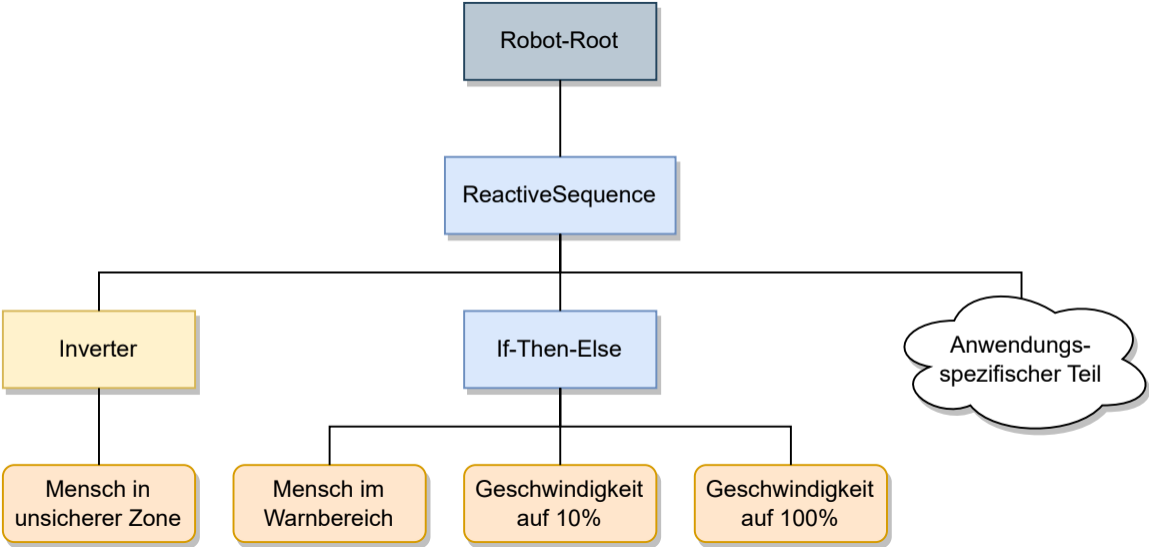 Robot-Root
ReactiveSequence
Inverter
If-Then-Else
Anwendungs-
spezifischer Teil
Mensch in
unsicherer Zone
Mensch im
Warnbereich
Geschwindigkeit
auf 10%
Geschwindigkeit
auf 100%